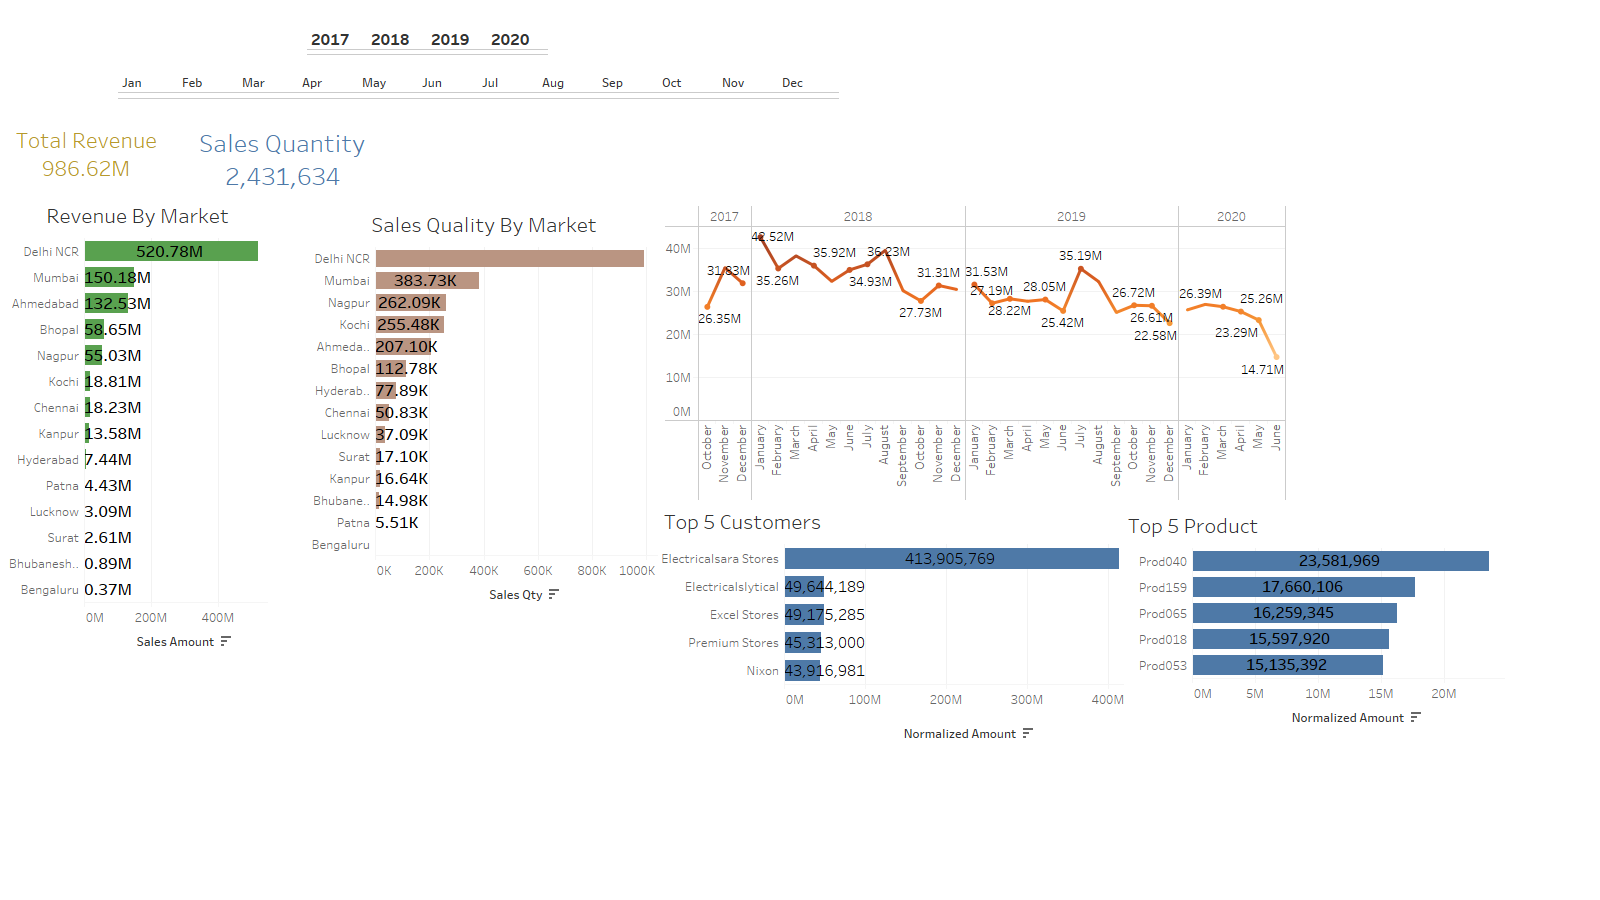 2017 2018 2019 2020
Jan Feb Mar Apr May Jun Jul Aug Sep Oct Nov Dec
Total Revenue
986.62M
Sales Quantity
2,431,634
Revenue By Market
Delhi NCR 520.78M
Mumbai 150.18M
Ahmedabad 132.53M
Bhopal 58.65M
Nagpur 55.03M
Kochi 18.81M
Chennai 18.23M
Kanpur 13.58M
Hyderabad 7.44M
Patna 4.43M
Lucknow 3.09M
Surat 2.61M
Bhubanesh.. 0.89M
Bengaluru 0.37M
0M 200M 400M
Sales Amount
Sales Quality By Market
Delhi NCR
Mumbai 383.73K
Nagpur 262.09K
Kochi 255.48K
Ahmeda.. 207.10K
Bhopal 112.78K
Hyderab.. 77.89K
Chennai 50.83K
Lucknow 37.09K
Surat 17.10K
Kanpur 16.64K
Bhubane.. 14.98K
Patna 5.51K
Bengaluru
0K 200K 400K 600K 800K 1000K
Sales Qty
2017 2018 2019 2020
40M
30M
20M
10M
0M
26.35M
31.83M
42.52M
35.26M
35.92M
34.93M
36.23M
27.73M
31.31M
31.53M
27.19M
28.22M
28.05M
25.42M
35.19M
26.72M
26.61M
22.58M
26.39M
23.29M
25.26M
14.71M
October November December January February March April May June July August September October November December January February March April May June July August September October November December January February March April May June
Top 5 Customers
Electricalsara Stores 413,905,769
Electricalslytical 49,644,189
Excel Stores 49,175,285
Premium Stores 45,313,000
Nixon 43,916,981
0M 100M 200M 300M 400M
Normalized Amount
Top 5 Product
Prod040 23,581,969
Prod159 17,660,106
Prod065 16,259,345
Prod018 15,597,920
Prod053 15,135,392
0M 5M 10M 15M 20M
Normalized Amount